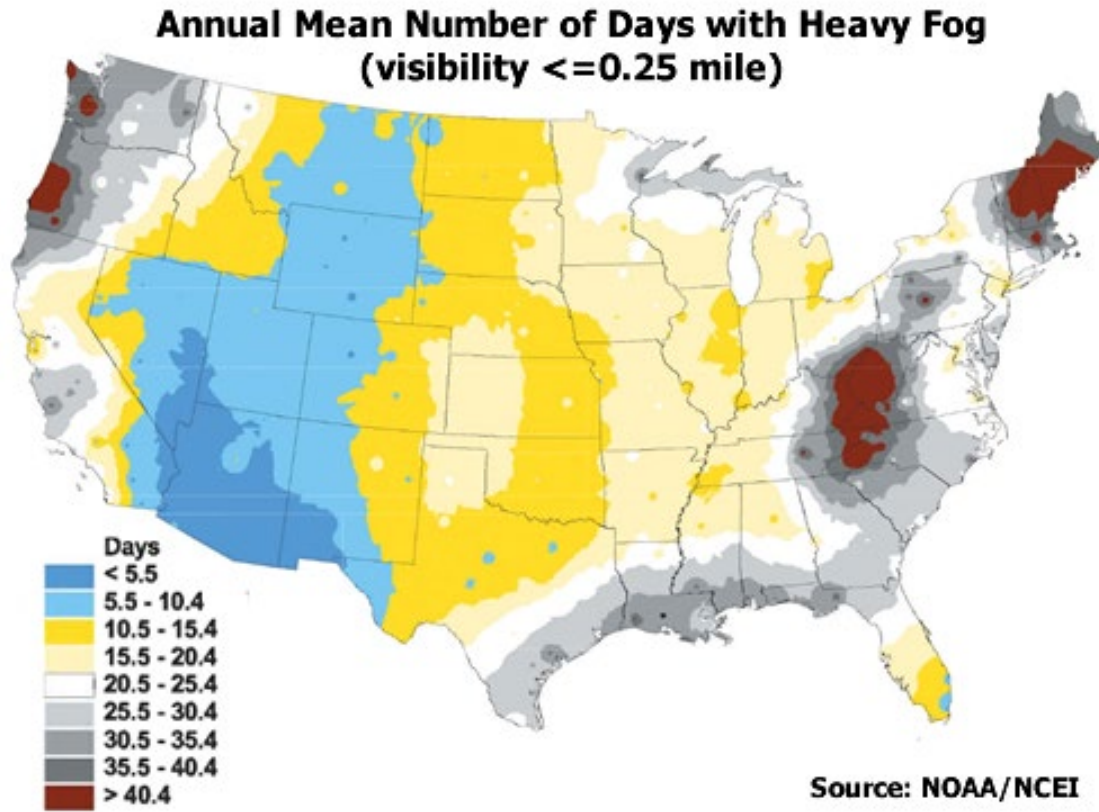 Annual Mean Number of Days with Heavy Fog
(visibility <=0.25 mile)
Days
< 5.5
5.5 - 10.4
10.5 - 15.4
15.5 - 20.4
20.5 - 25.4
25.5 - 30.4
30.5 - 35.4
35.5 - 40.4
> 40.4
Source: NOAA/NCEI